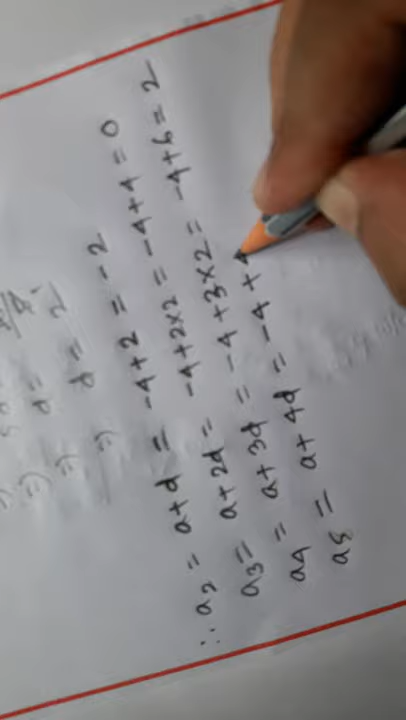 ⇒ d =
⇒ d = 2
∴ a₂ = a+d = -4+2 = -2
a₃ = a+2d = -4+2×2 = -4+4 = 0
a₄ = a+3d = -4+3×2 = -4+6 = 2
a₅ = a+4d = -4+4